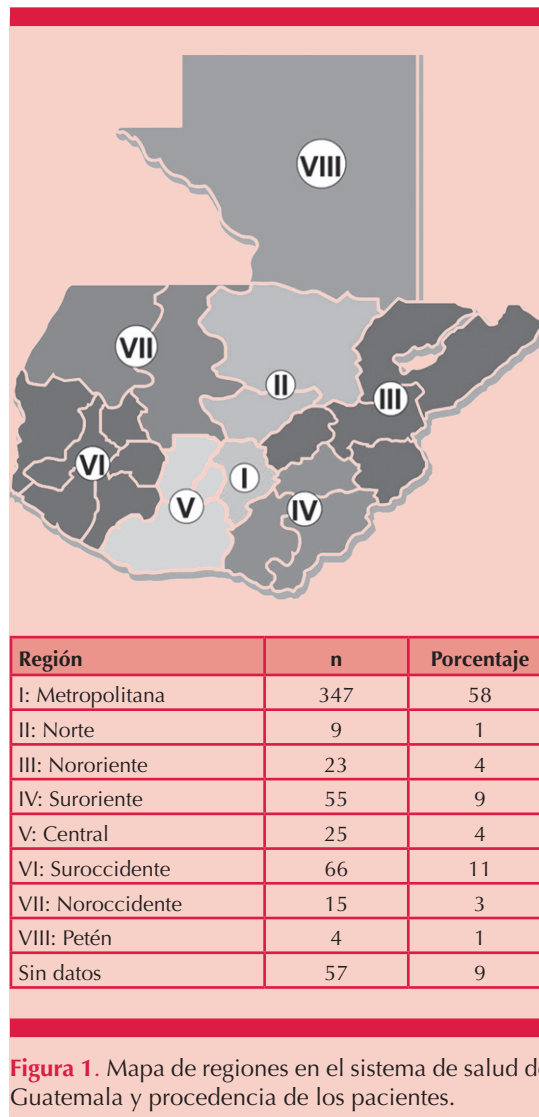 VIII
VII
II
III
VI
I
V
IV
Región n Porcentaje
I: Metropolitana 347 58
II: Norte 9 1
III: Nororiente 23 4
IV: Suroriente 55 9
V: Central 25 4
VI: Suroccidente 66 11
VII: Noroccidente 15 3
VIII: Petén 4 1
Sin datos 57 9
Figura 1. Mapa de regiones en el sistema de salud de
Guatemala y procedencia de los pacientes.